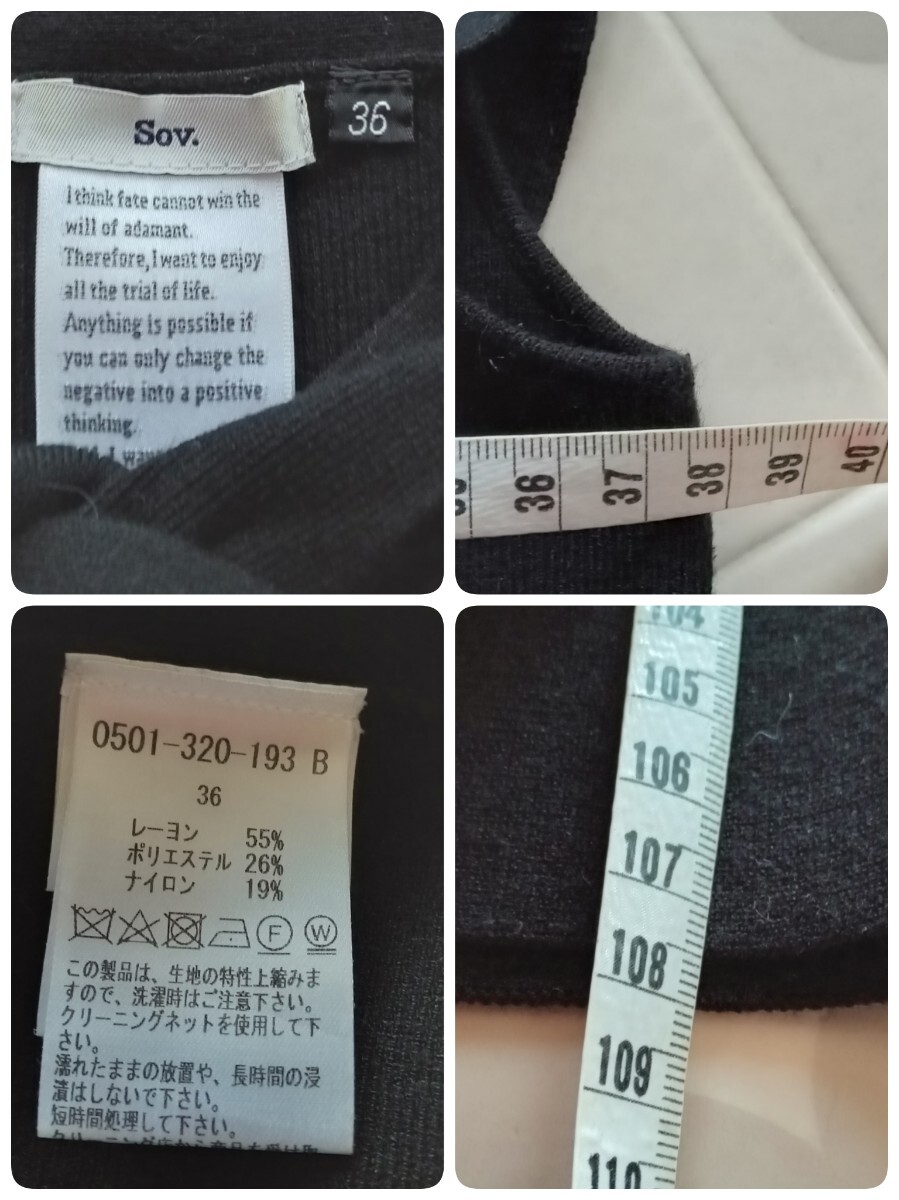 Sov.
36
I think fate cannot win the
will of adamant.
Therefore, I want to enjoy
all the trial of life.
Anything is possible if
you can only change the
negative into a positive
thinking.
36
37
38
39
40
0501-320-193 B
36
レーヨン 55%
ポリエステル 26%
ナイロン 19%
F
W
この製品は、生地の特性上縮みま
すので、洗濯時はご注意下さい。
クリーニングネットを使用して下
さい。
濡れたままの放置や、長時間の浸
漬はしないで下さい。
短時間処理して下さい。
104
105
106
107
108
109
110